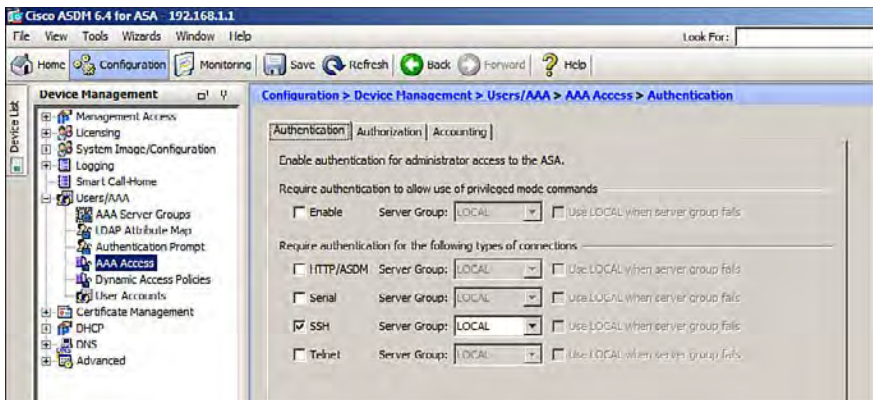 Cisco ASDM 6.4 for ASA - 192.168.1.1
File View Tools Wizards Window Help Look For:
Home Configuration Monitoring Save Refresh Back Forward Help
Device List
Device Management
Management Access
Licensing
System Image/Configuration
Logging
Smart Call-Home
Users/AAA
AAA Server Groups
LDAP Attribute Map
Authentication Prompt
AAA Access
Dynamic Access Policies
User Accounts
Certificate Management
DHCP
DNS
Advanced
Configuration > Device Management > Users/AAA > AAA Access > Authentication
Authentication Authorization Accounting
Enable authentication for administrator access to the ASA.
Require authentication to allow use of privileged mode commands
Enable Server Group: LOCAL Use LOCAL when server group fails
Require authentication for the following types of connections
HTTP/ASDM Server Group: LOCAL Use LOCAL when server group fails
Serial Server Group: LOCAL Use LOCAL when server group fails
SSH Server Group: LOCAL Use LOCAL when server group fails
Telnet Server Group: LOCAL Use LOCAL when server group fails